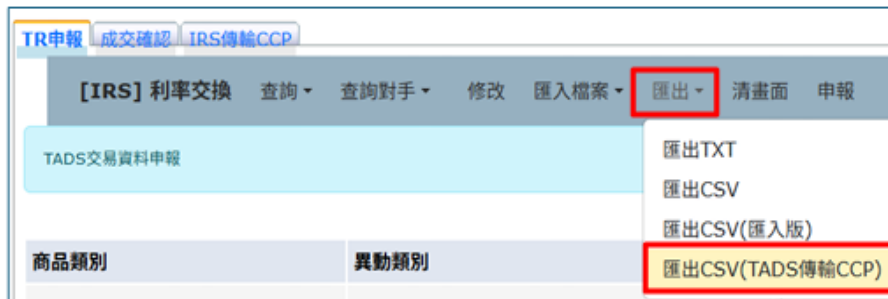 TR申報 成交確認 IRS傳輸CCP
[IRS] 利率交換 查詢 查詢對手 修改 匯入檔案 匯出 清畫面 申報
TADS交易資料申報
匯出TXT
匯出CSV
匯出CSV(匯入版)
匯出CSV(TADS傳輸CCP)
商品類別 異動類別